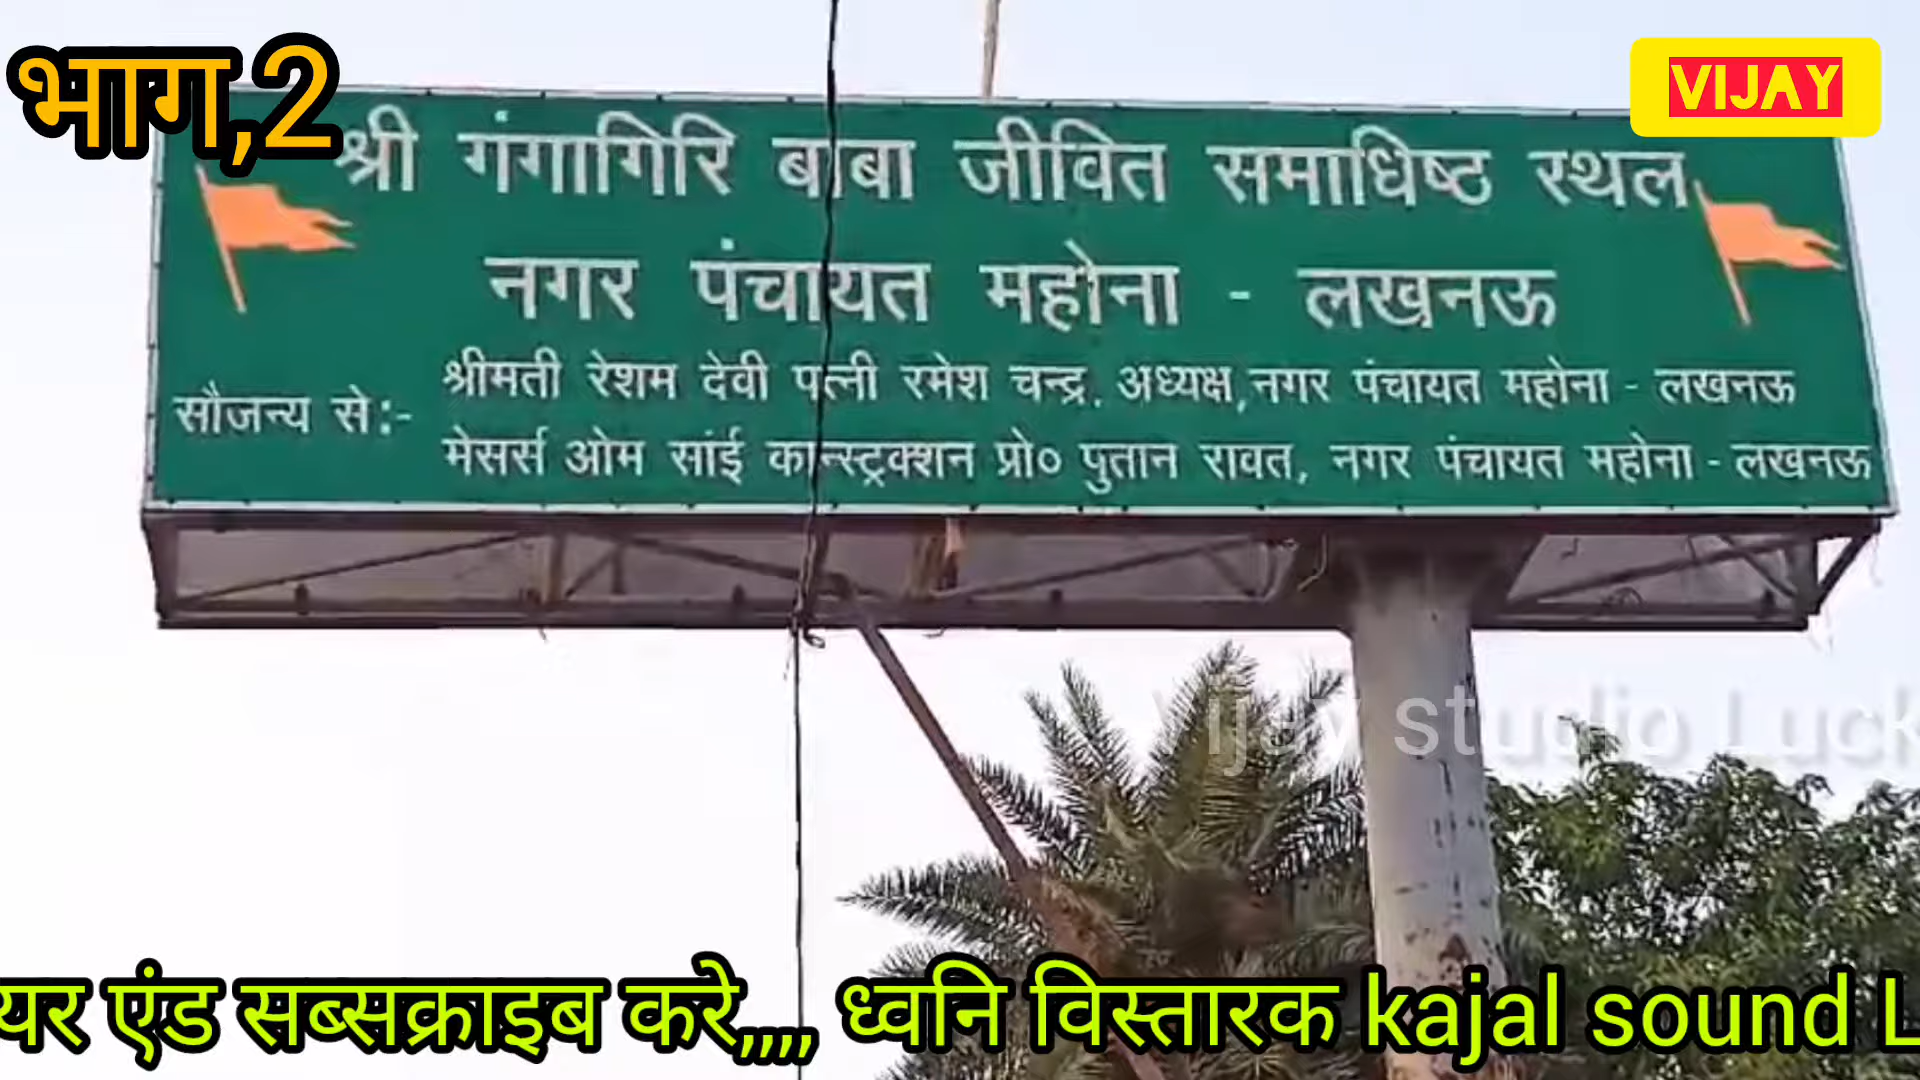 भाग,2
VIJAY
श्री गंगागिरि बाबा जीवित समाधिष्ठ स्थल
नगर पंचायत महोना - लखनऊ
सौजन्य से:-
श्रीमती रेशम देवी पत्नी रमेश चन्द्र. अध्यक्ष,नगर पंचायत महोना - लखनऊ
मेसर्स ओम सांई कान्स्ट्रक्शन प्रो० पुतान रावत, नगर पंचायत महोना - लखनऊ
Vijay studio Luck
यर एंड सब्सक्राइब करे,,,, ध्वनि विस्तारक kajal sound L